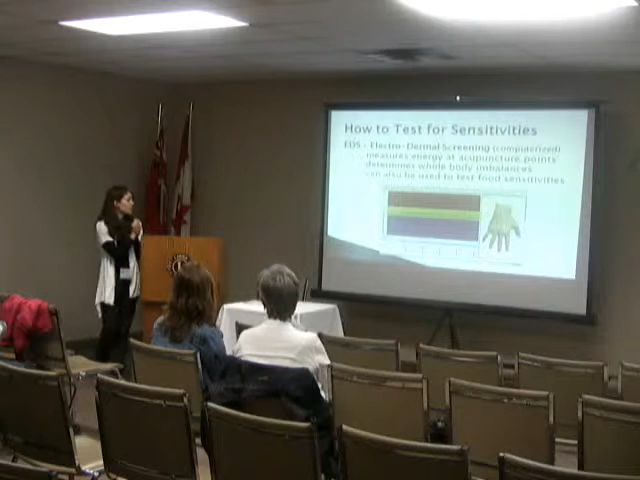 How to Test for Sensitivities
EDS - Electro-Dermal Screening (computerized)
measures energy at acupuncture points
determines whole body imbalances
can also be used to test food sensitivities